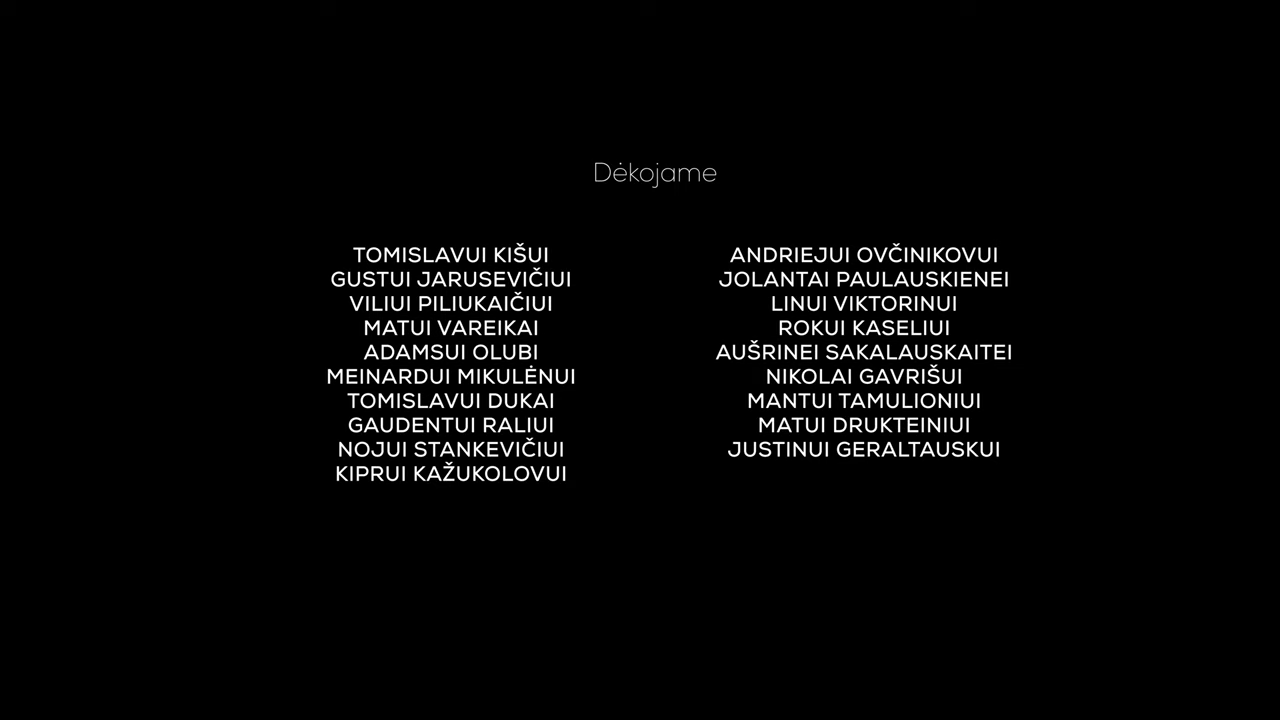 Dėkojame
TOMISLAVUI KIŠUI
GUSTUI JARUSEVIČIUI
VILIUI PILIUKAIČIUI
MATUI VAREIKAI
ADAMSUI OLUBI
MEINARDUI MIKULĖNUI
TOMISLAVUI DUKAI
GAUDENTUI RALIUI
NOJUI STANKEVIČIUI
KIPRUI KAŽUKOLOVUI
ANDRIEJUI OVČINIKOVUI
JOLANTAI PAULAUSKIENEI
LINUI VIKTORINUI
ROKUI KASELIUI
AUŠRINEI SAKALAUSKAITEI
NIKOLAI GAVRIŠUI
MANTUI TAMULIONIUI
MATUI DRUKTEINIUI
JUSTINUI GERALTAUSKUI